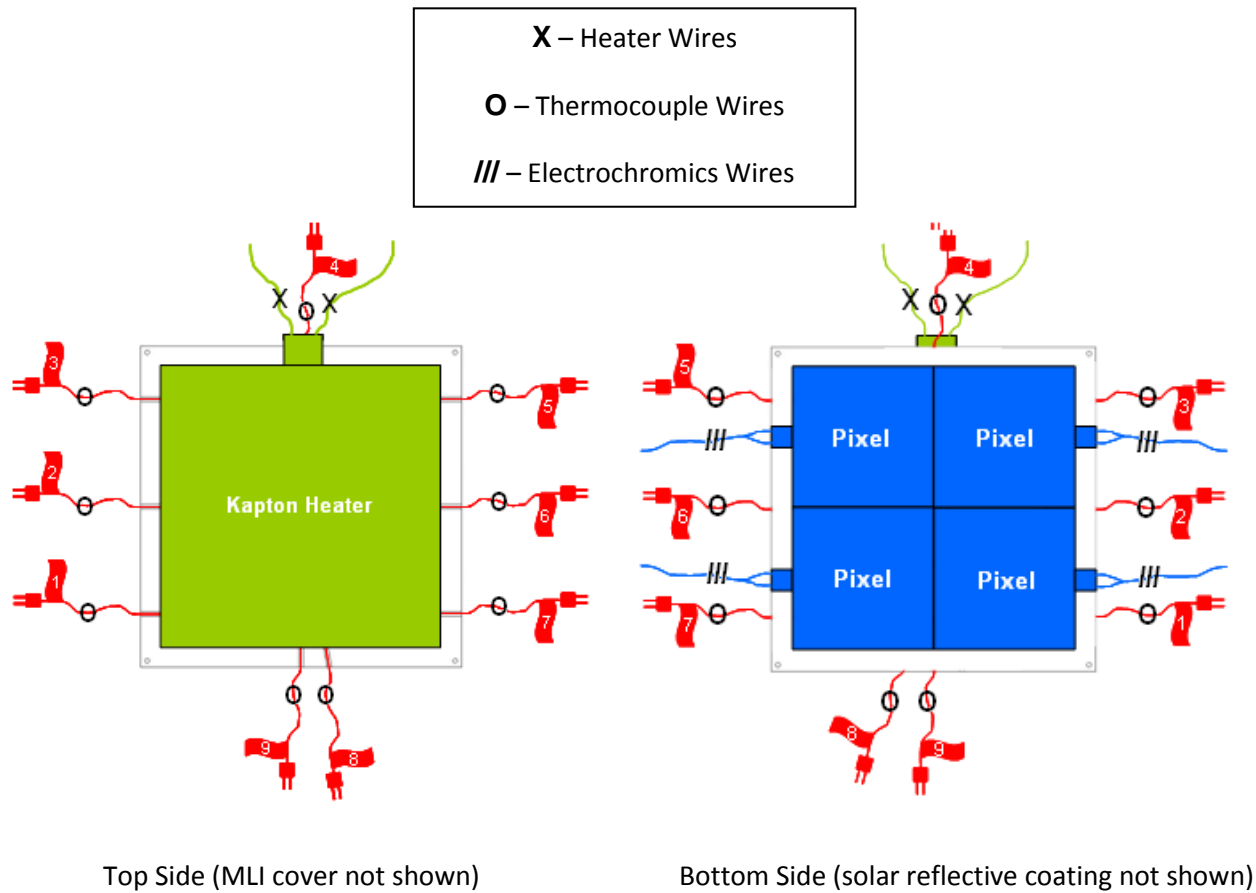 X – Heater Wires
O – Thermocouple Wires
/// – Electrochromics Wires
4
X O X
3
O
O
5
2
O
Kapton Heater
O
6
1
O
O
7
O O
9
8
4
X O X
5
O
O
3
///
Pixel
Pixel
///
6
O
O
2
///
Pixel
Pixel
///
7
O
O
1
O O
8
9
Top Side (MLI cover not shown)
Bottom Side (solar reflective coating not shown)